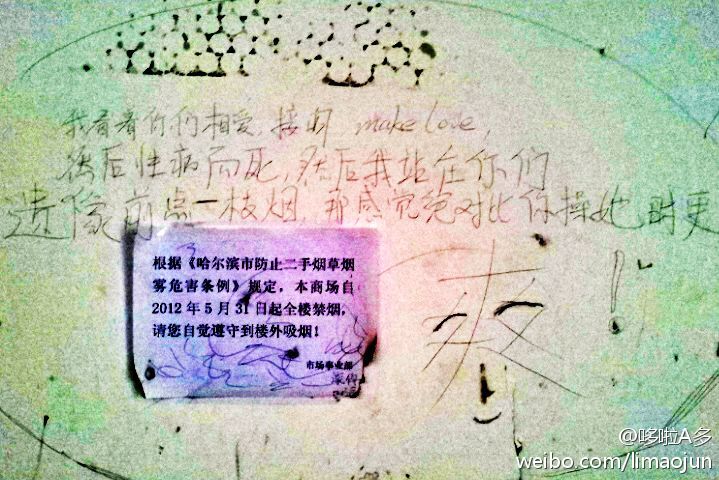 我看着你们相爱,接吻 make love,
然后性病而死,然后我站在你们
遗像前点一枝烟,那感觉绝对比你操她时更
爽!
根据《哈尔滨市防止二手烟草烟
雾危害条例》规定，本商场自
2012年5月31日起全楼禁烟，
请您自觉遵守到楼外吸烟！
市场事业部
@哆啦A多
weibo.com/limaojun